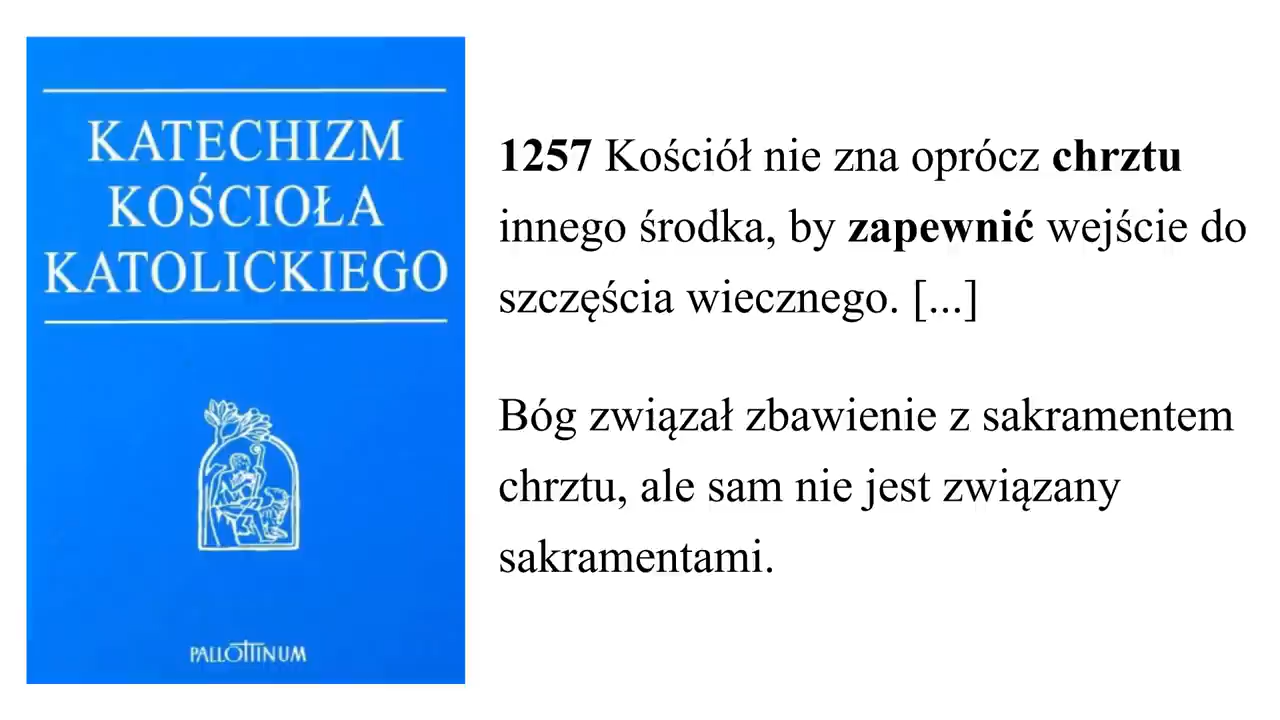 KATECHIZM
KOŚCIOŁA
KATOLICKIEGO
PALLOTTINUM
1257 Kościół nie zna oprócz chrztu
innego środka, by zapewnić wejście do
szczęścia wiecznego. [...]
Bóg związał zbawienie z sakramentem
chrztu, ale sam nie jest związany
sakramentami.